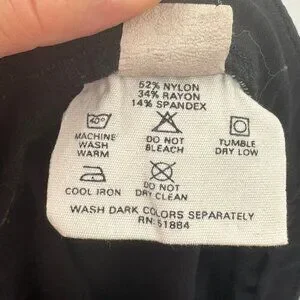 52% NYLON
34% RAYON
14% SPANDEX
40°
MACHINE WASH WARM
DO NOT BLEACH
TUMBLE DRY LOW
COOL IRON
DO NOT DRY CLEAN
WASH DARK COLORS SEPARATELY
RN: 51884